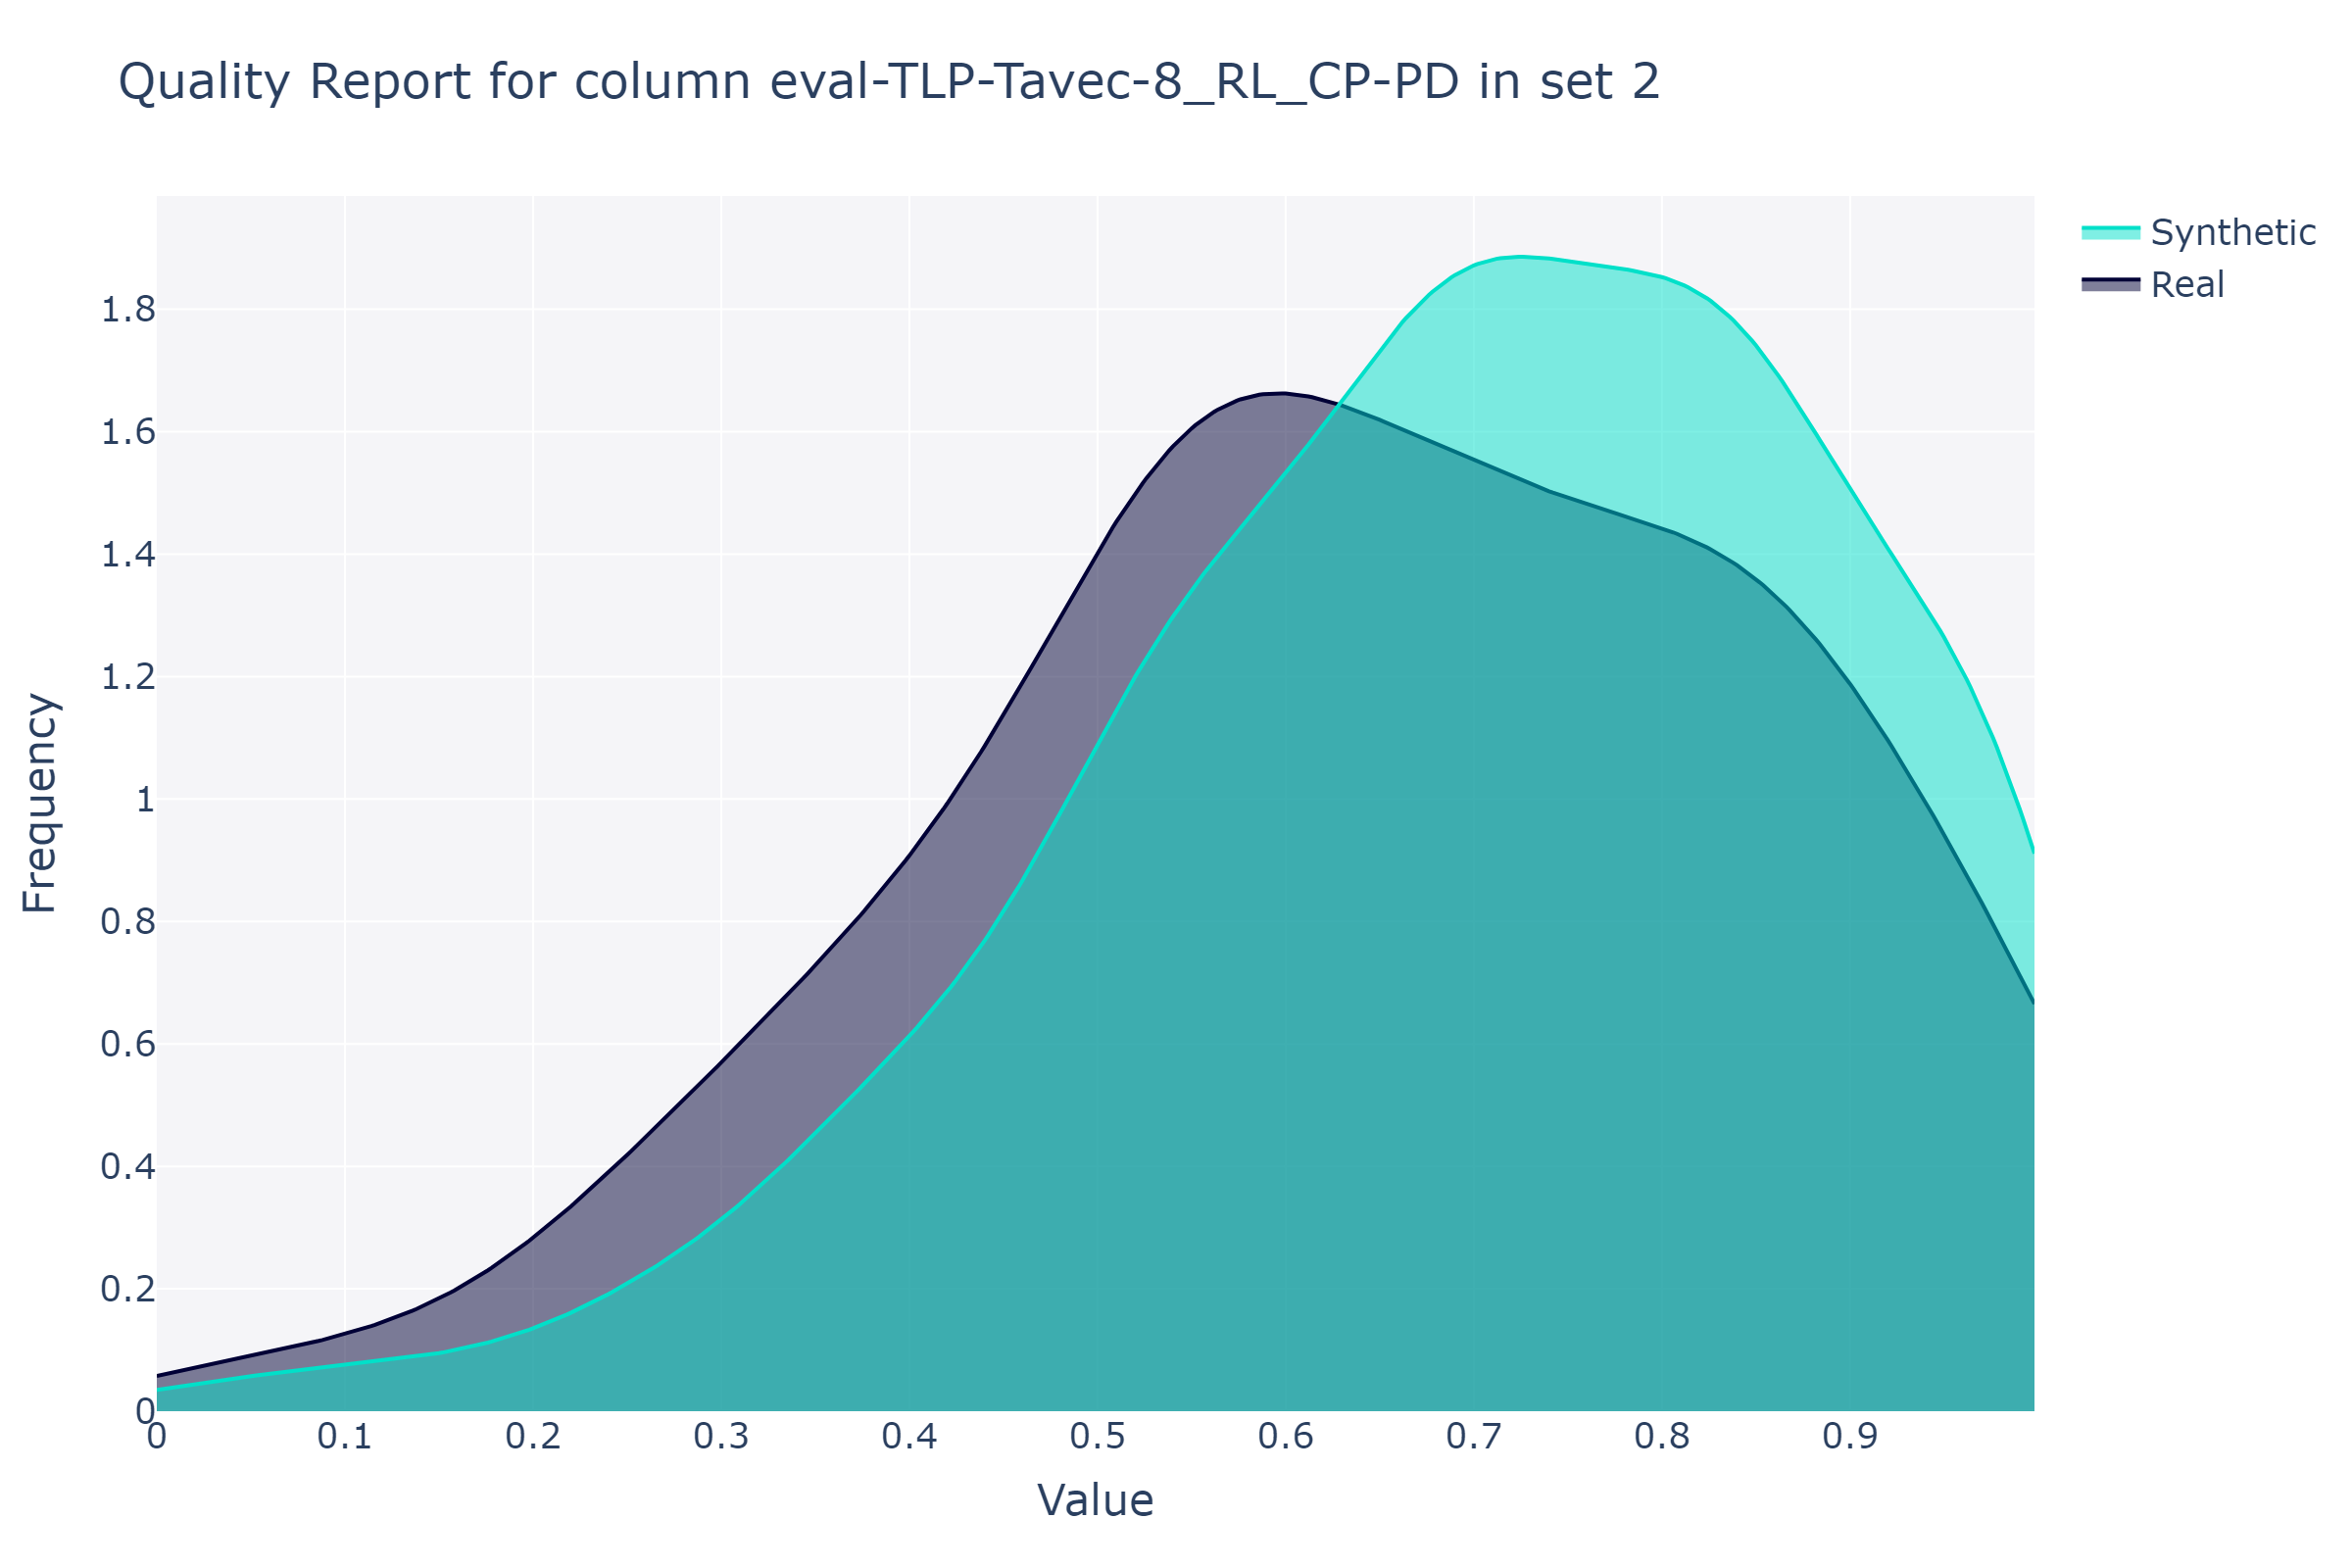 Quality Report for column eval-TLP-Tavec-8_RL_CP-PD in set 2
Synthetic
Real
Frequency
1.8
1.6
1.4
1.2
1
0.8
0.6
0.4
0.2
0
0 0.1 0.2 0.3 0.4 0.5 0.6 0.7 0.8 0.9
Value